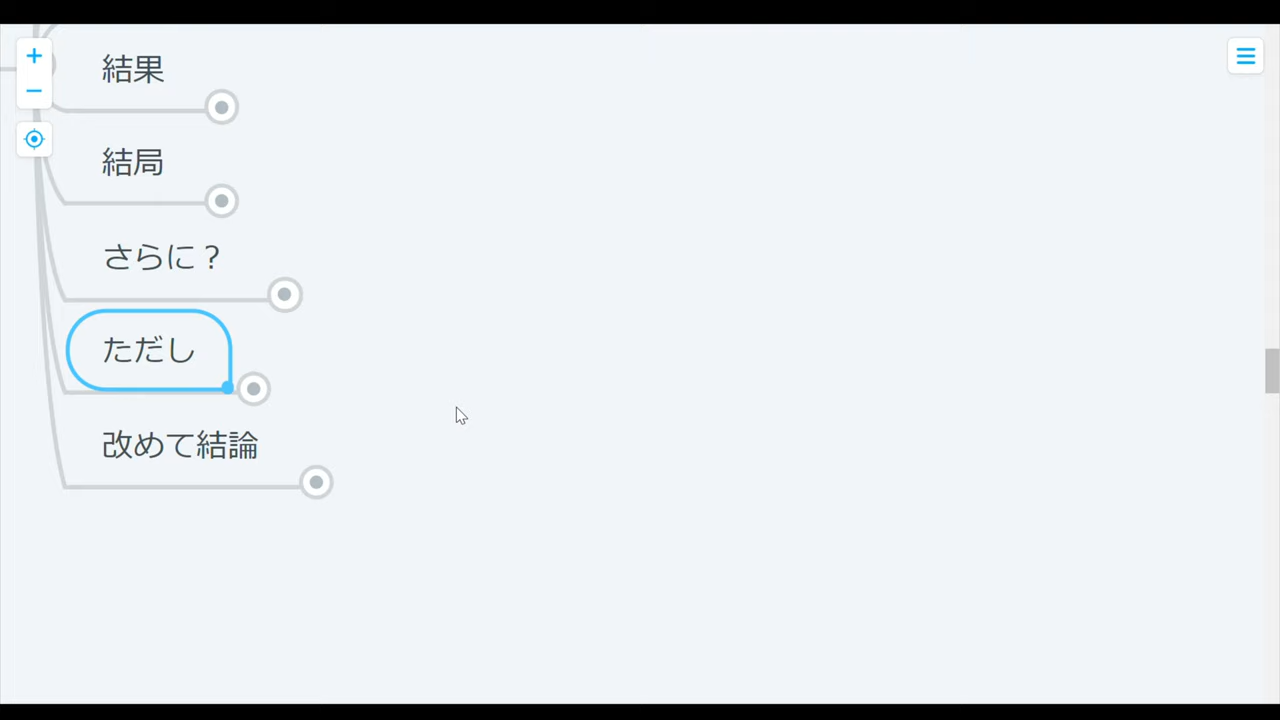 結果
結局
さらに？
ただし
改めて結論